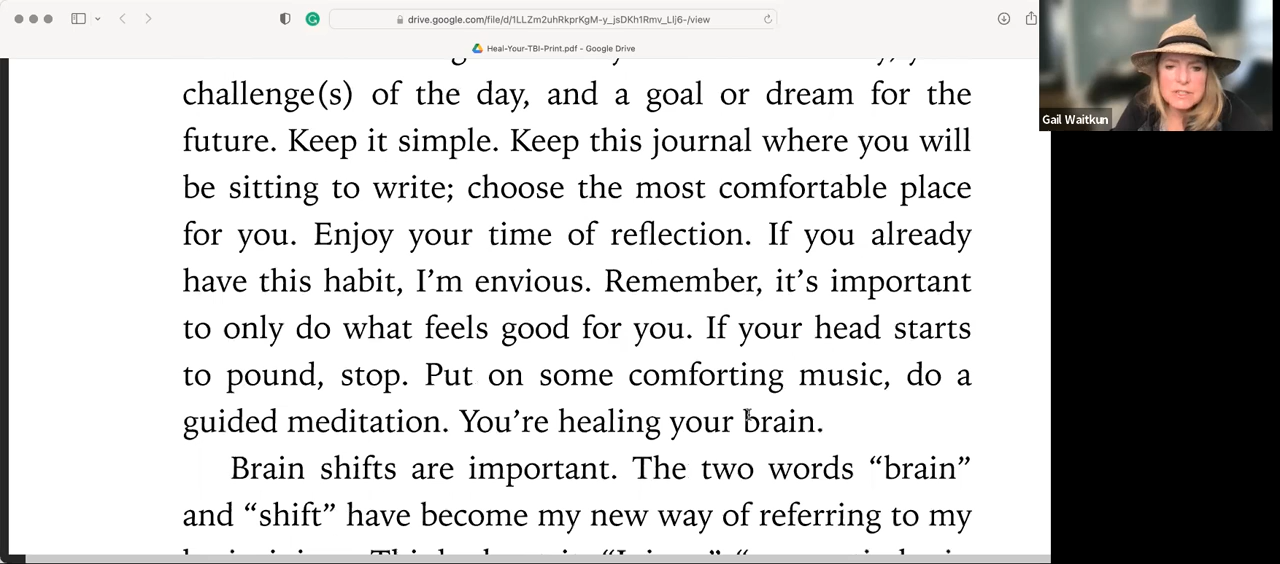 drive.google.com/file/d/1LLZm2uhRkprKgM-y_jsDKh1Rmv_LIj6-/view
Heal-Your-TBI-Print.pdf - Google Drive
Gail Waitkun
challenge(s) of the day, and a goal or dream for the
future. Keep it simple. Keep this journal where you will
be sitting to write; choose the most comfortable place
for you. Enjoy your time of reflection. If you already
have this habit, I’m envious. Remember, it’s important
to only do what feels good for you. If your head starts
to pound, stop. Put on some comforting music, do a
guided meditation. You’re healing your brain.
Brain shifts are important. The two words “brain”
and “shift” have become my new way of referring to my